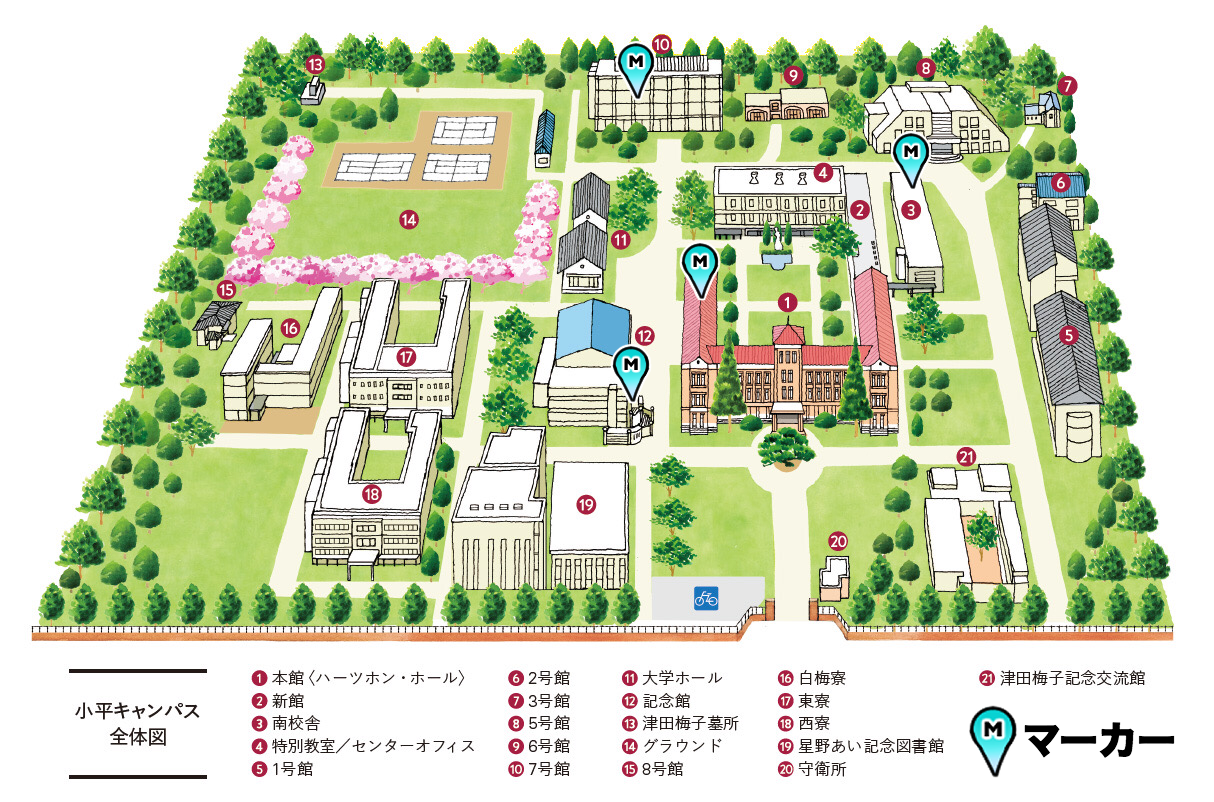 13
10
M
9
8
7
M
4
6
2
3
14
11
M
15
1
16
12
5
17
M
21
18
19
20
小平キャンパス
全体図
1 本館〈ハーツホン・ホール〉
2 新館
3 南校舎
4 特別教室／センターオフィス
5 1号館
6 2号館
7 3号館
8 5号館
9 6号館
10 7号館
11 大学ホール
12 記念館
13 津田梅子墓所
14 グラウンド
15 8号館
16 白梅寮
17 東寮
18 西寮
19 星野あい記念図書館
20 守衛所
21 津田梅子記念交流館
M マーカー